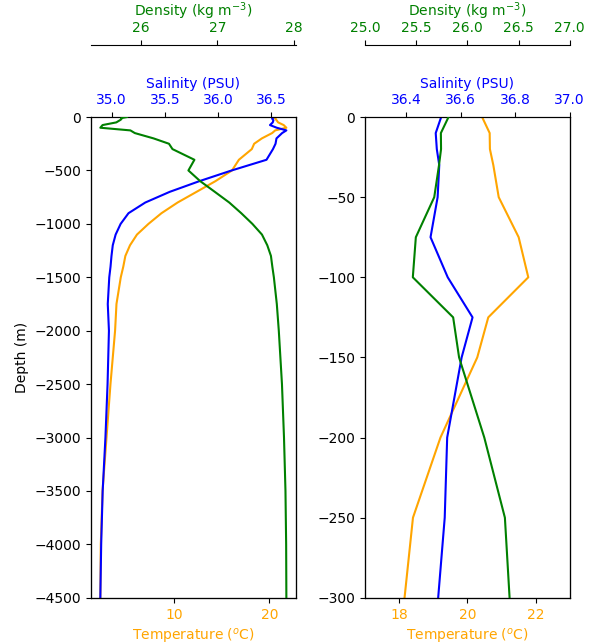 Density (kg m⁻³) Density (kg m⁻³)
26 27 28 25.0 25.5 26.0 26.5 27.0
Salinity (PSU) Salinity (PSU)
35.0 35.5 36.0 36.5 36.4 36.6 36.8 37.0
0 0
−500 −50
−1000 −100
−1500 −150
−2000 −200
−2500 −250
−3000 −300
−3500
−4000
−4500
Depth (m)
10 20 18 20 22
Temperature (ᵒC) Temperature (ᵒC)